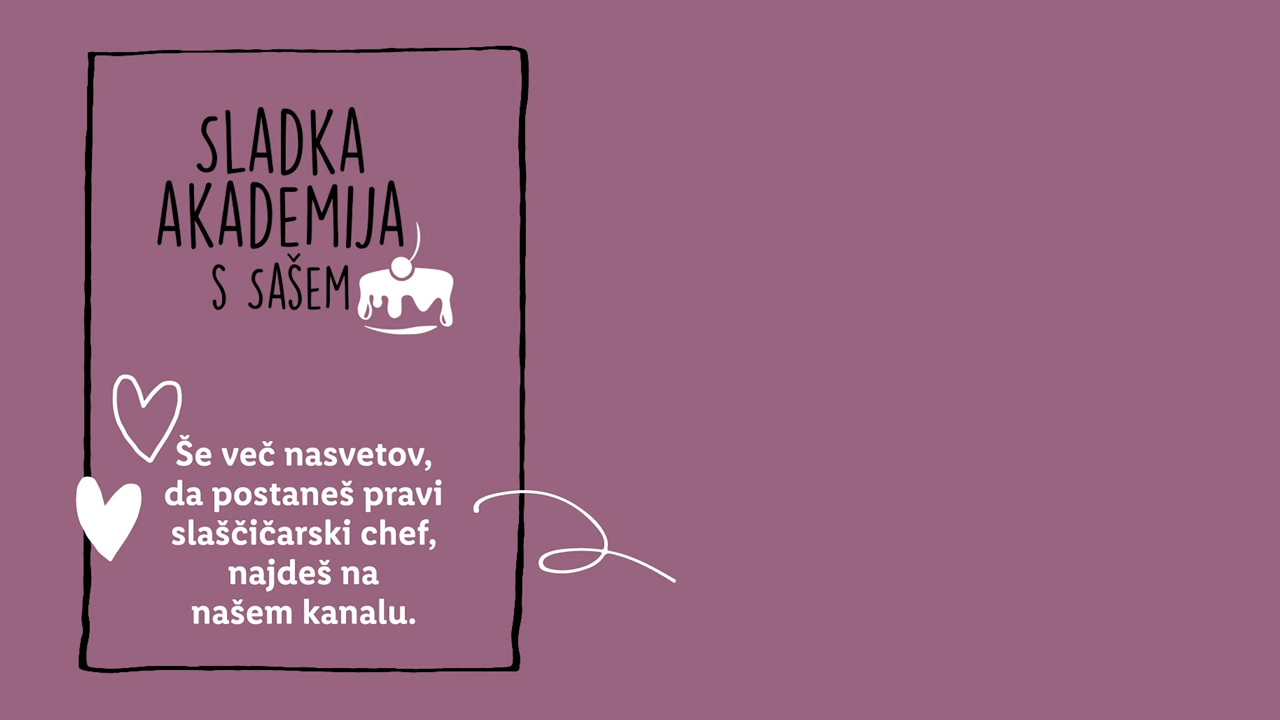 SLADKA
AKADEMIJA
S SAŠEM
Še več nasvetov,
da postaneš pravi
slaščičarski chef,
najdeš na
našem kanalu.